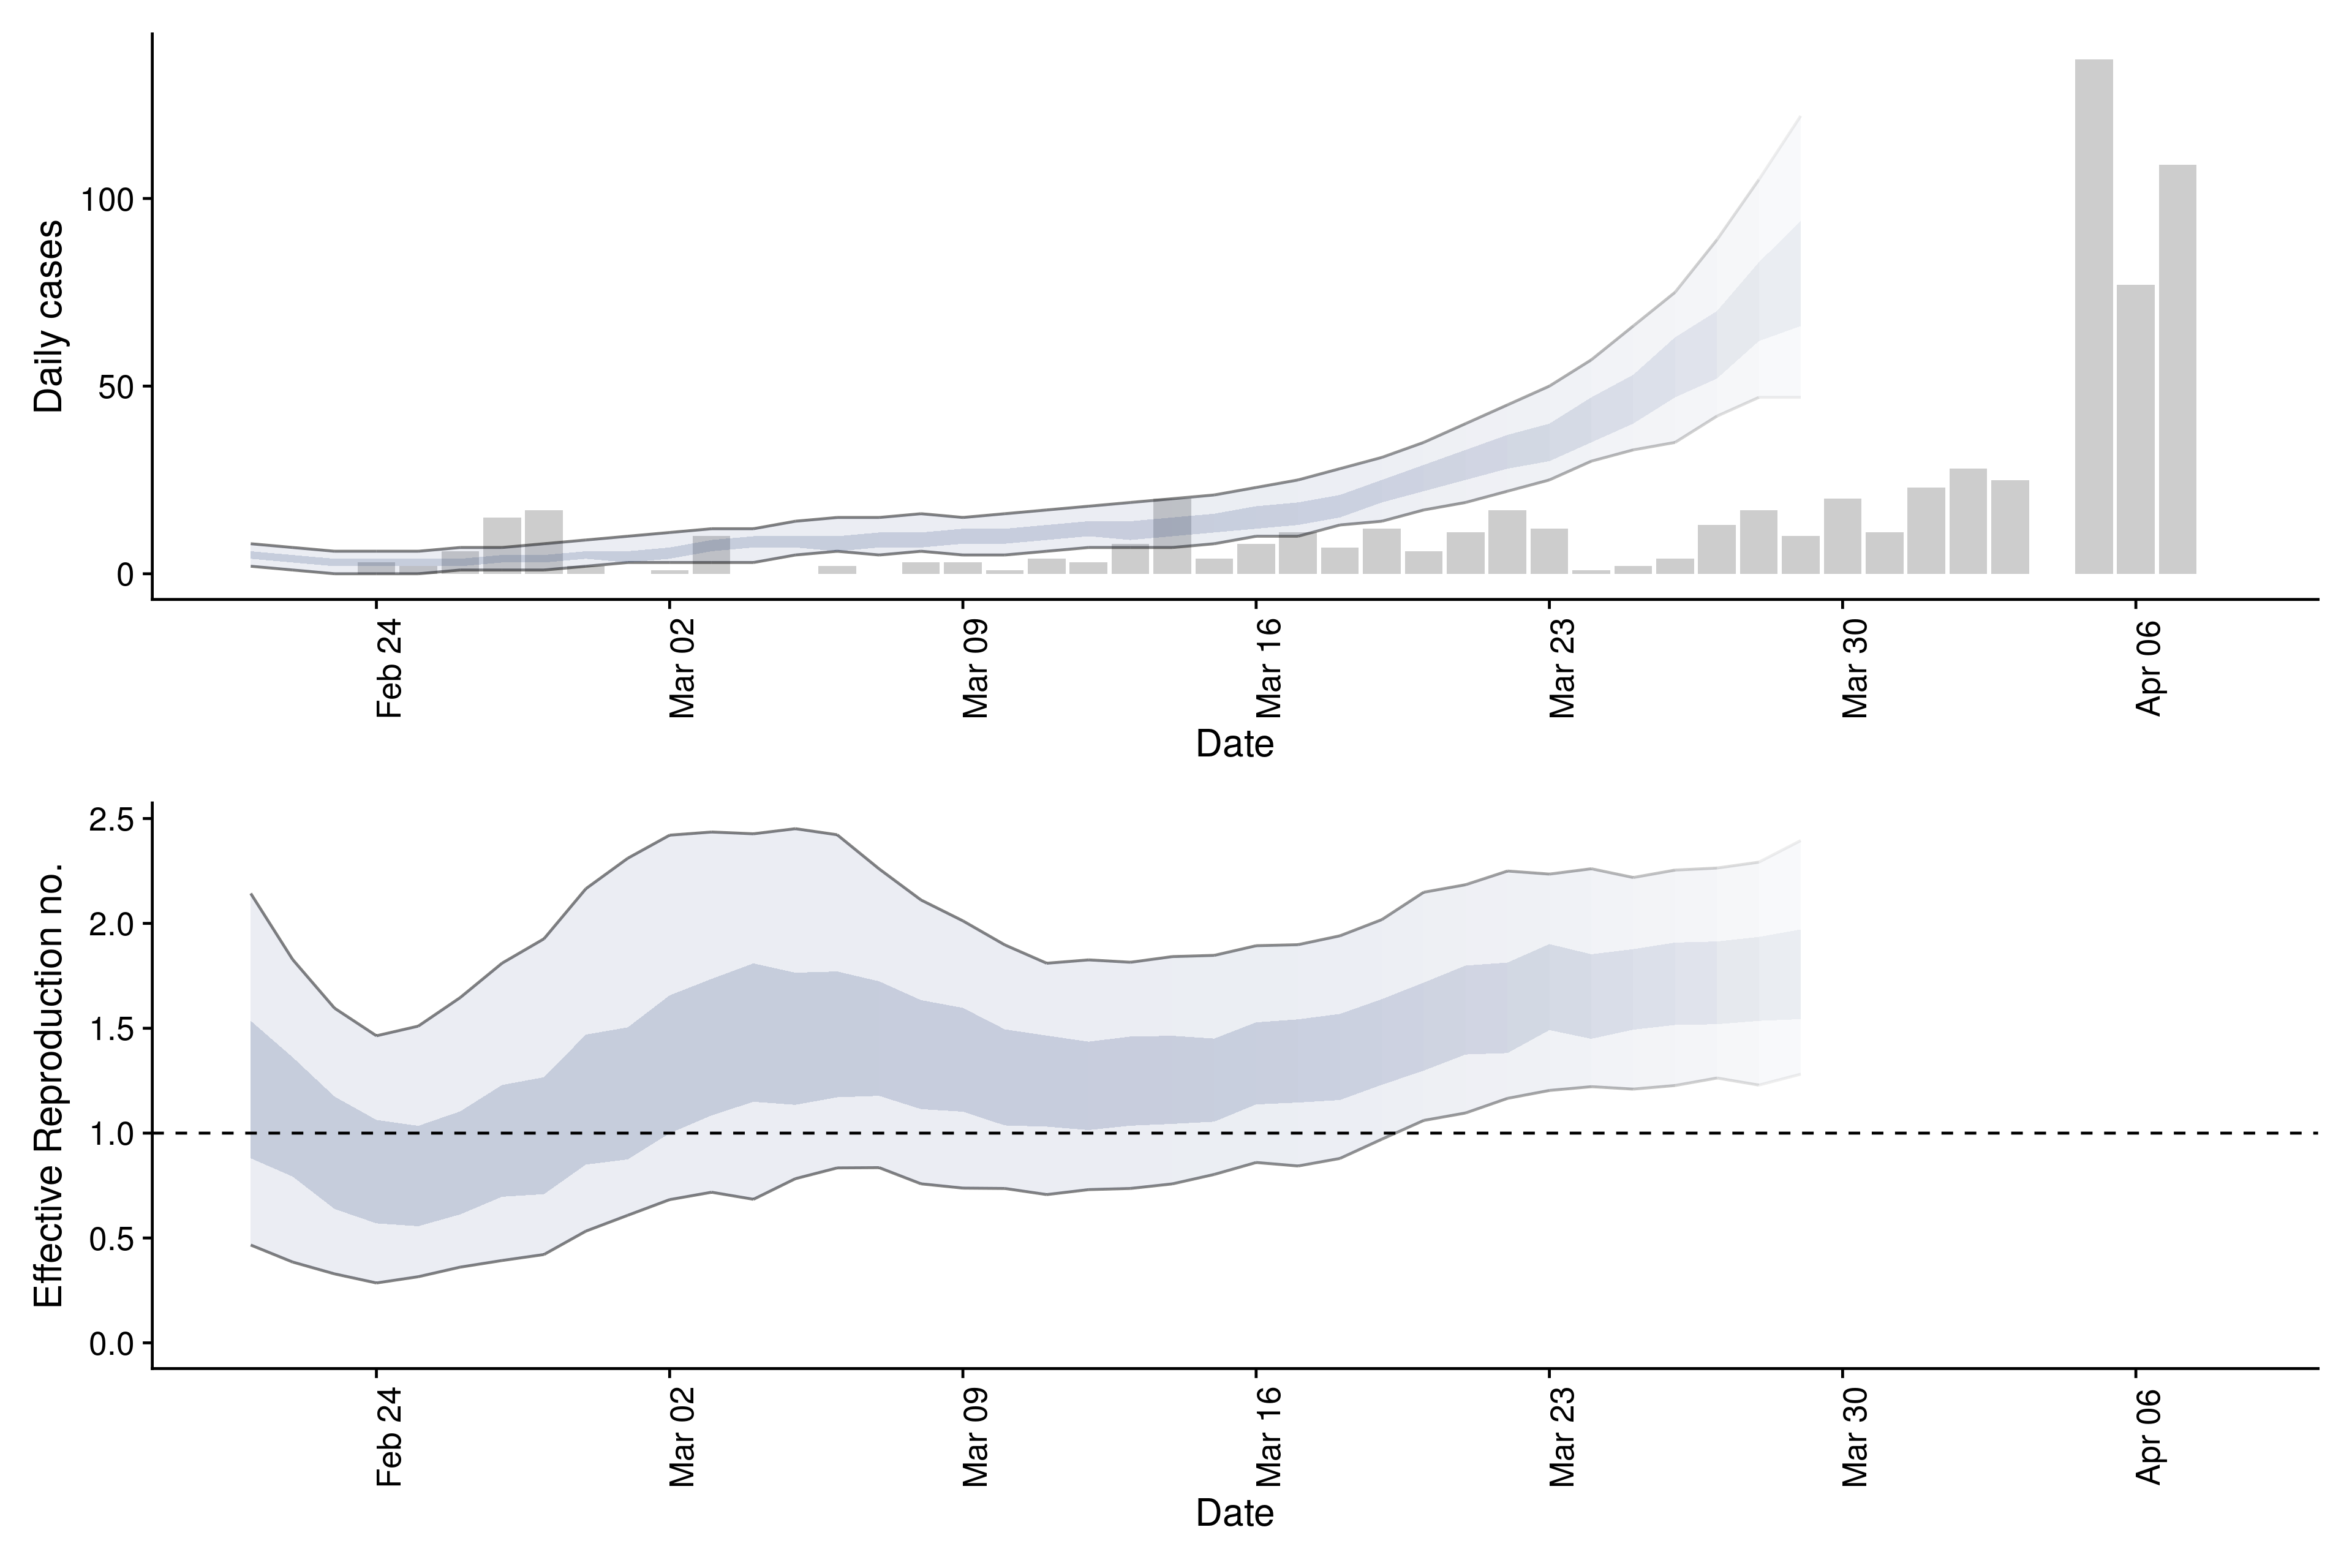 Daily cases
100
50
0
Feb 24
Mar 02
Mar 09
Mar 16
Mar 23
Mar 30
Apr 06
Date
Effective Reproduction no.
2.5
2.0
1.5
1.0
0.5
0.0
Feb 24
Mar 02
Mar 09
Mar 16
Mar 23
Mar 30
Apr 06
Date